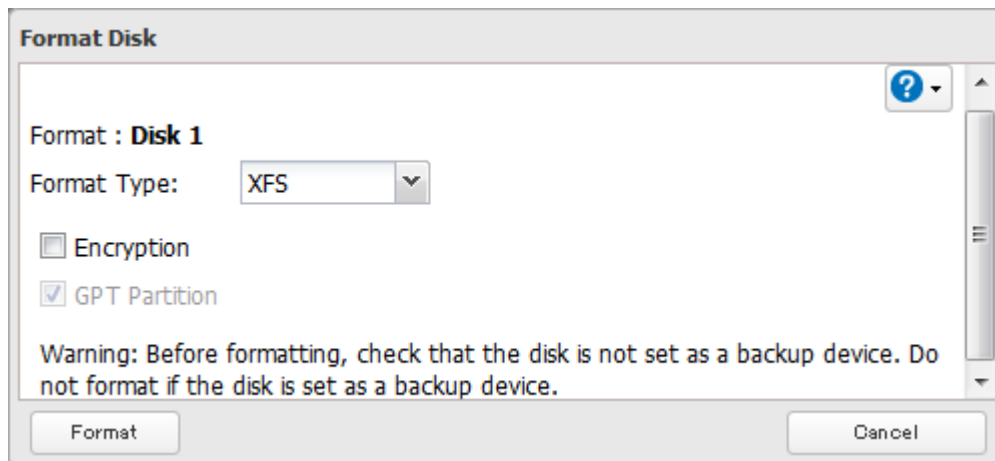 Format Disk
?
Format : Disk 1
Format Type: XFS
Encryption
GPT Partition
Warning: Before formatting, check that the disk is not set as a backup device. Do
not format if the disk is set as a backup device.
Format Cancel